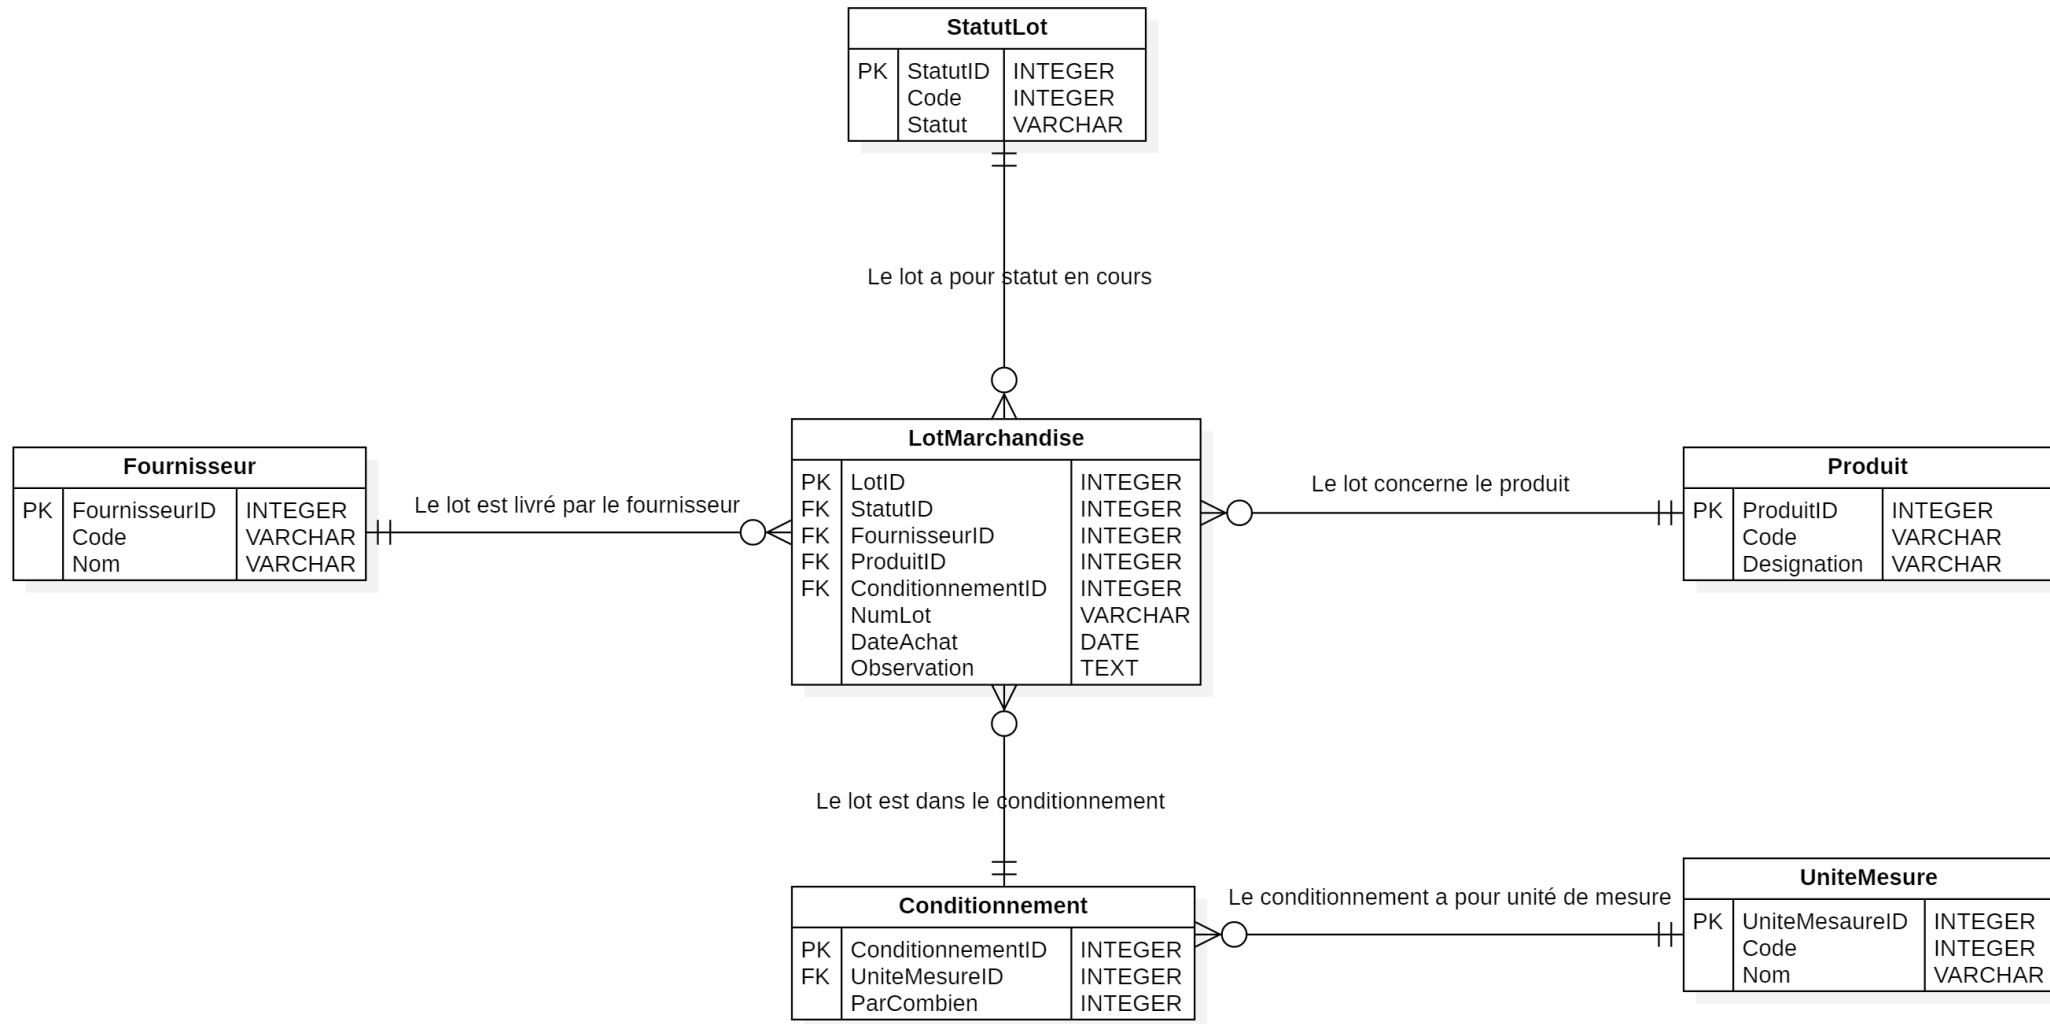 StatutLot
PK StatutID INTEGER
Code INTEGER
Statut VARCHAR
Le lot a pour statut en cours
Fournisseur
PK FournisseurID INTEGER
Code VARCHAR
Nom VARCHAR
Le lot est livré par le fournisseur
LotMarchandise
PK LotID INTEGER
FK StatutID INTEGER
FK FournisseurID INTEGER
FK ProduitID INTEGER
FK ConditionnementID INTEGER
NumLot VARCHAR
DateAchat DATE
Observation TEXT
Le lot concerne le produit
Produit
PK ProduitID INTEGER
Code VARCHAR
Designation VARCHAR
Le lot est dans le conditionnement
Conditionnement
PK ConditionnementID INTEGER
FK UniteMesureID INTEGER
ParCombien INTEGER
Le conditionnement a pour unité de mesure
UniteMesure
PK UniteMesaureID INTEGER
Code INTEGER
Nom VARCHAR